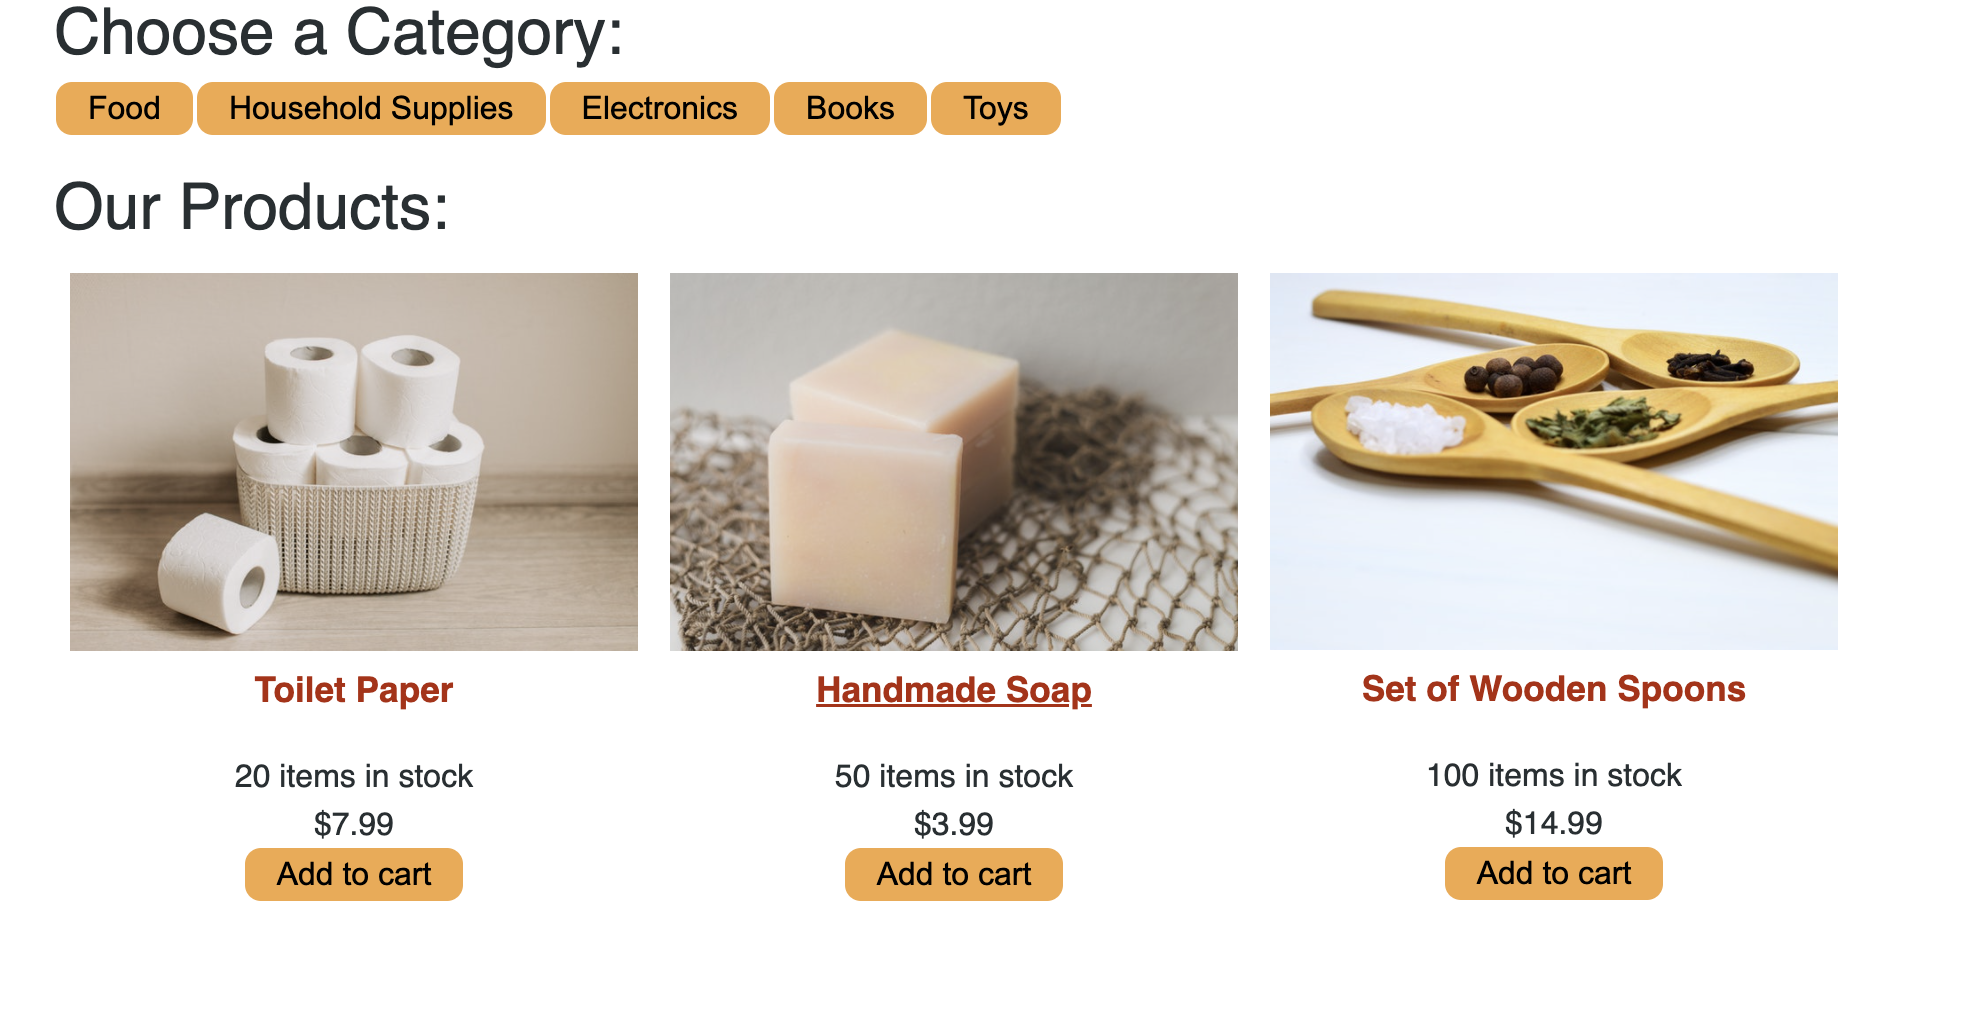 Choose a Category:
Food Household Supplies Electronics Books Toys
Our Products:
Toilet Paper
20 items in stock
$7.99
Add to cart
Handmade Soap
50 items in stock
$3.99
Add to cart
Set of Wooden Spoons
100 items in stock
$14.99
Add to cart